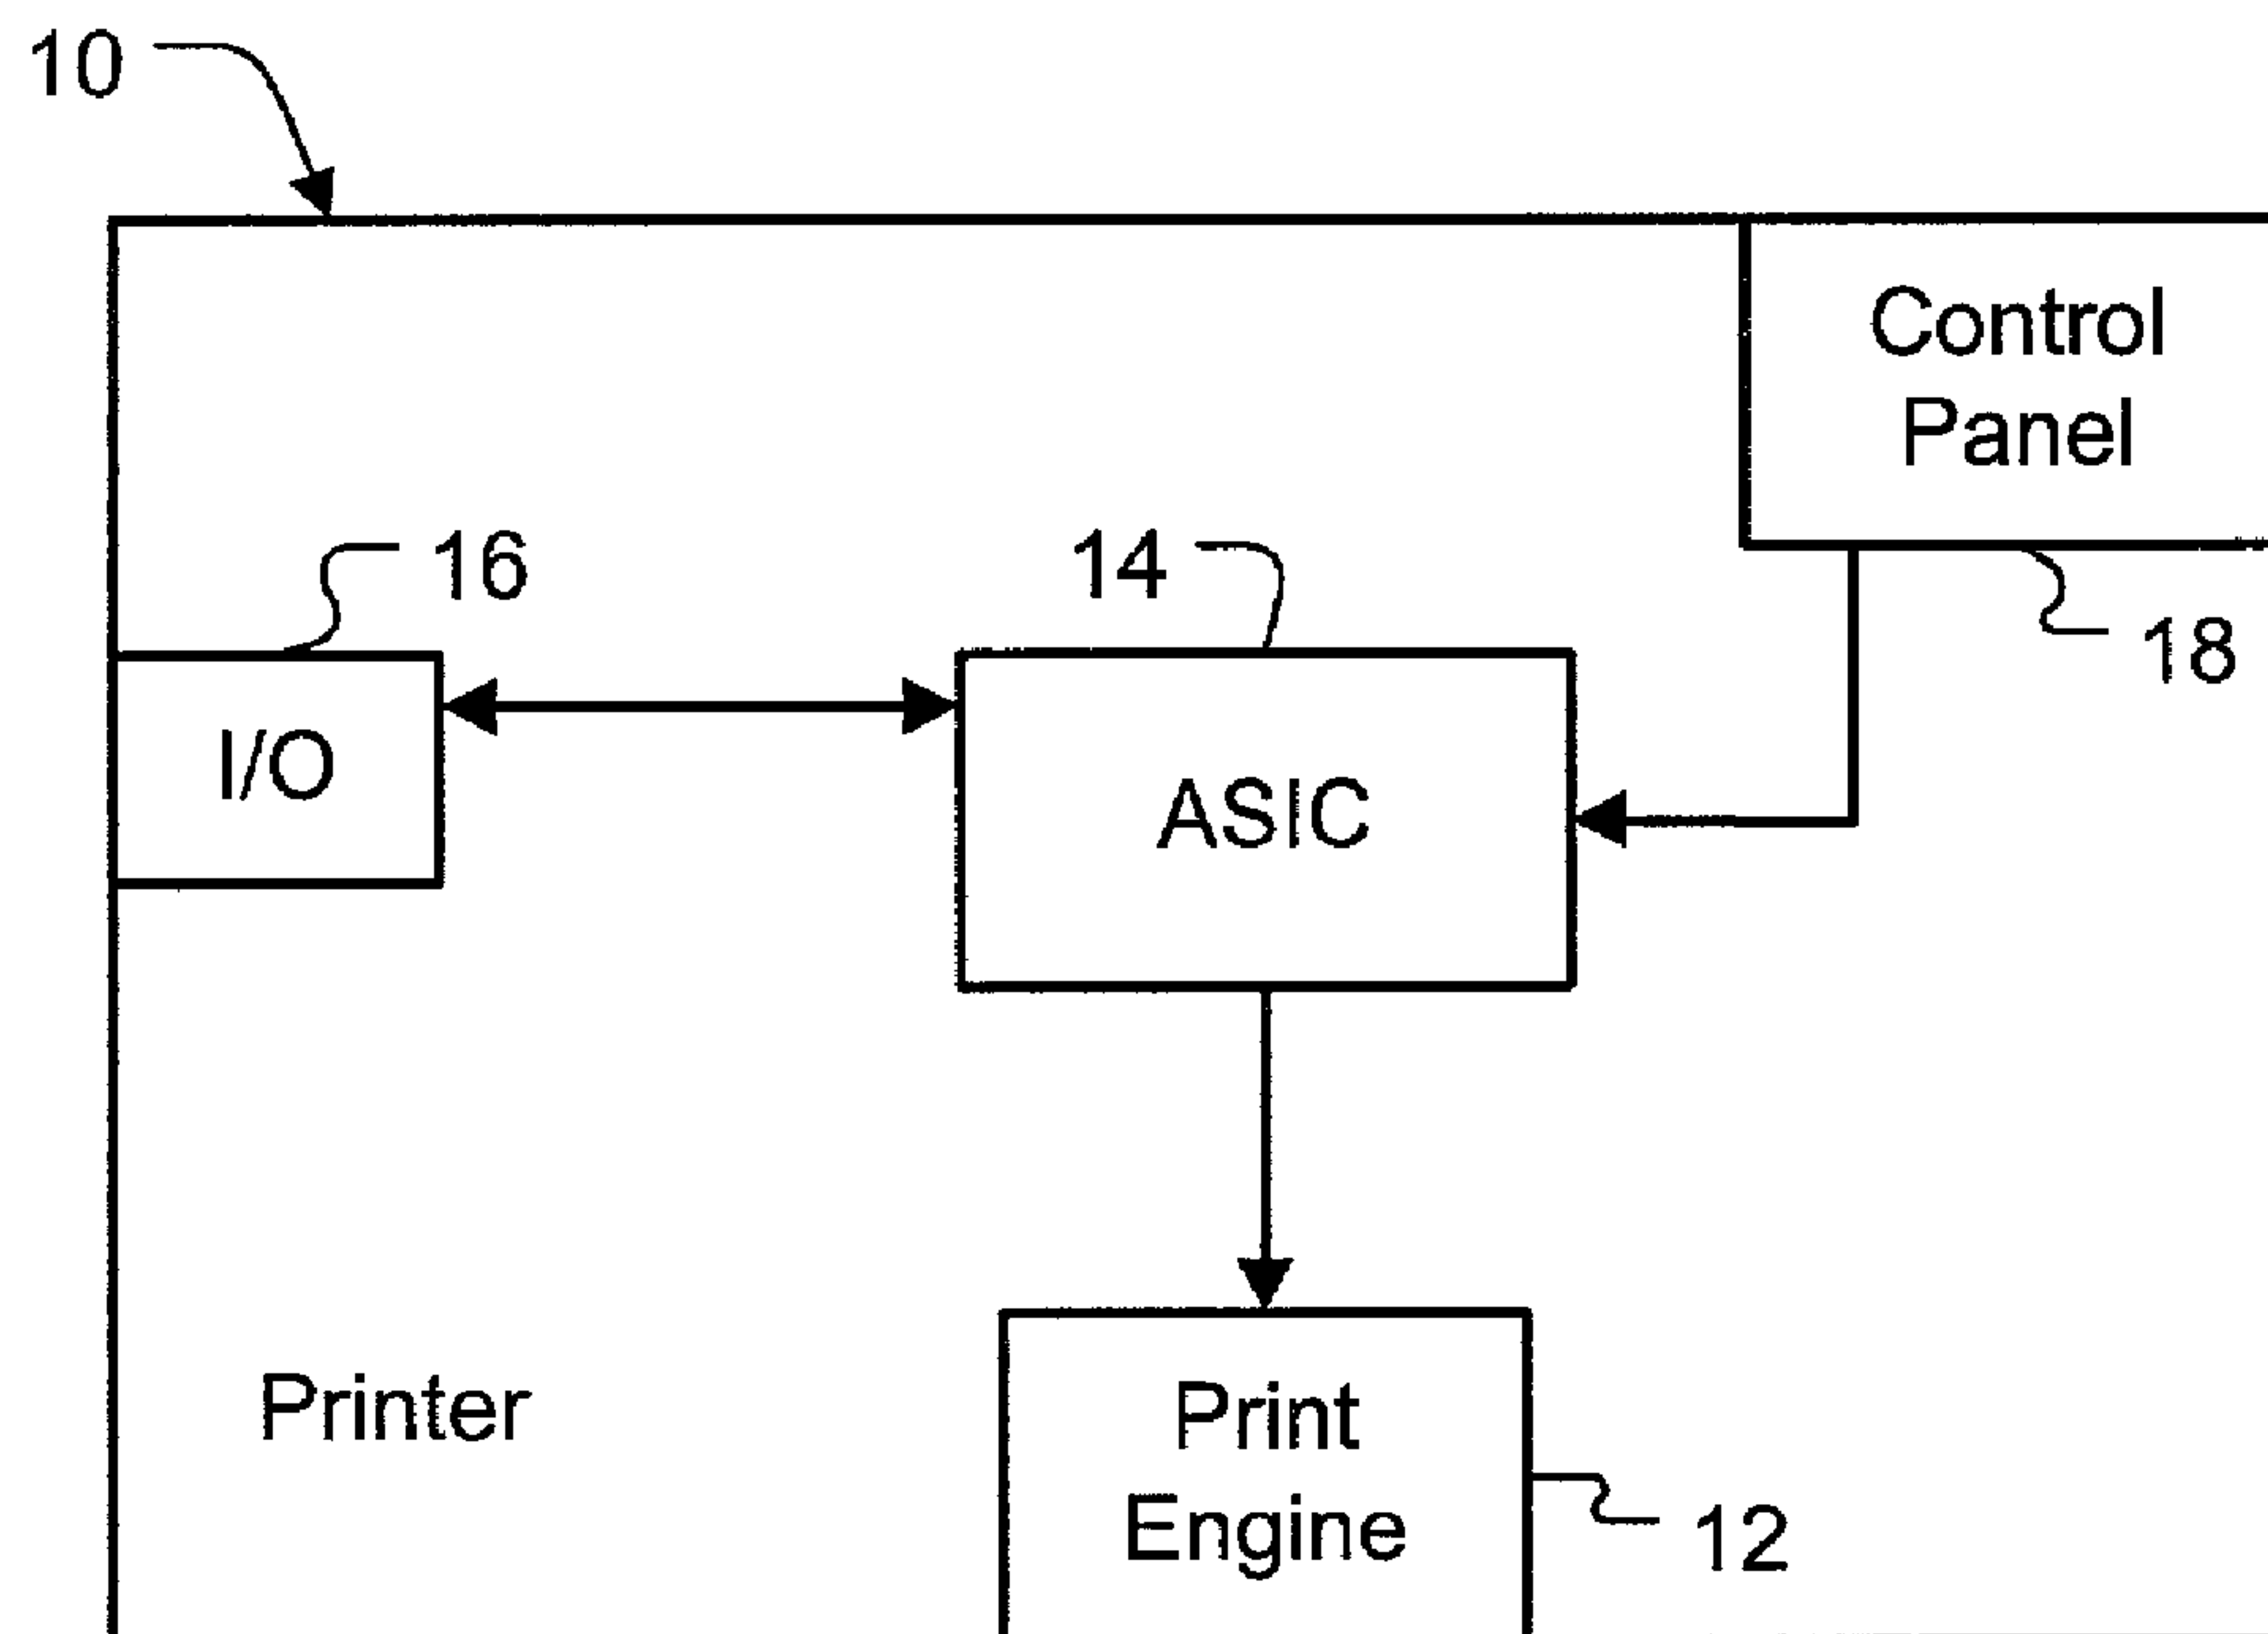 10
Control
Panel
16
14
18
I/O
ASIC
Printer
Print
Engine
12